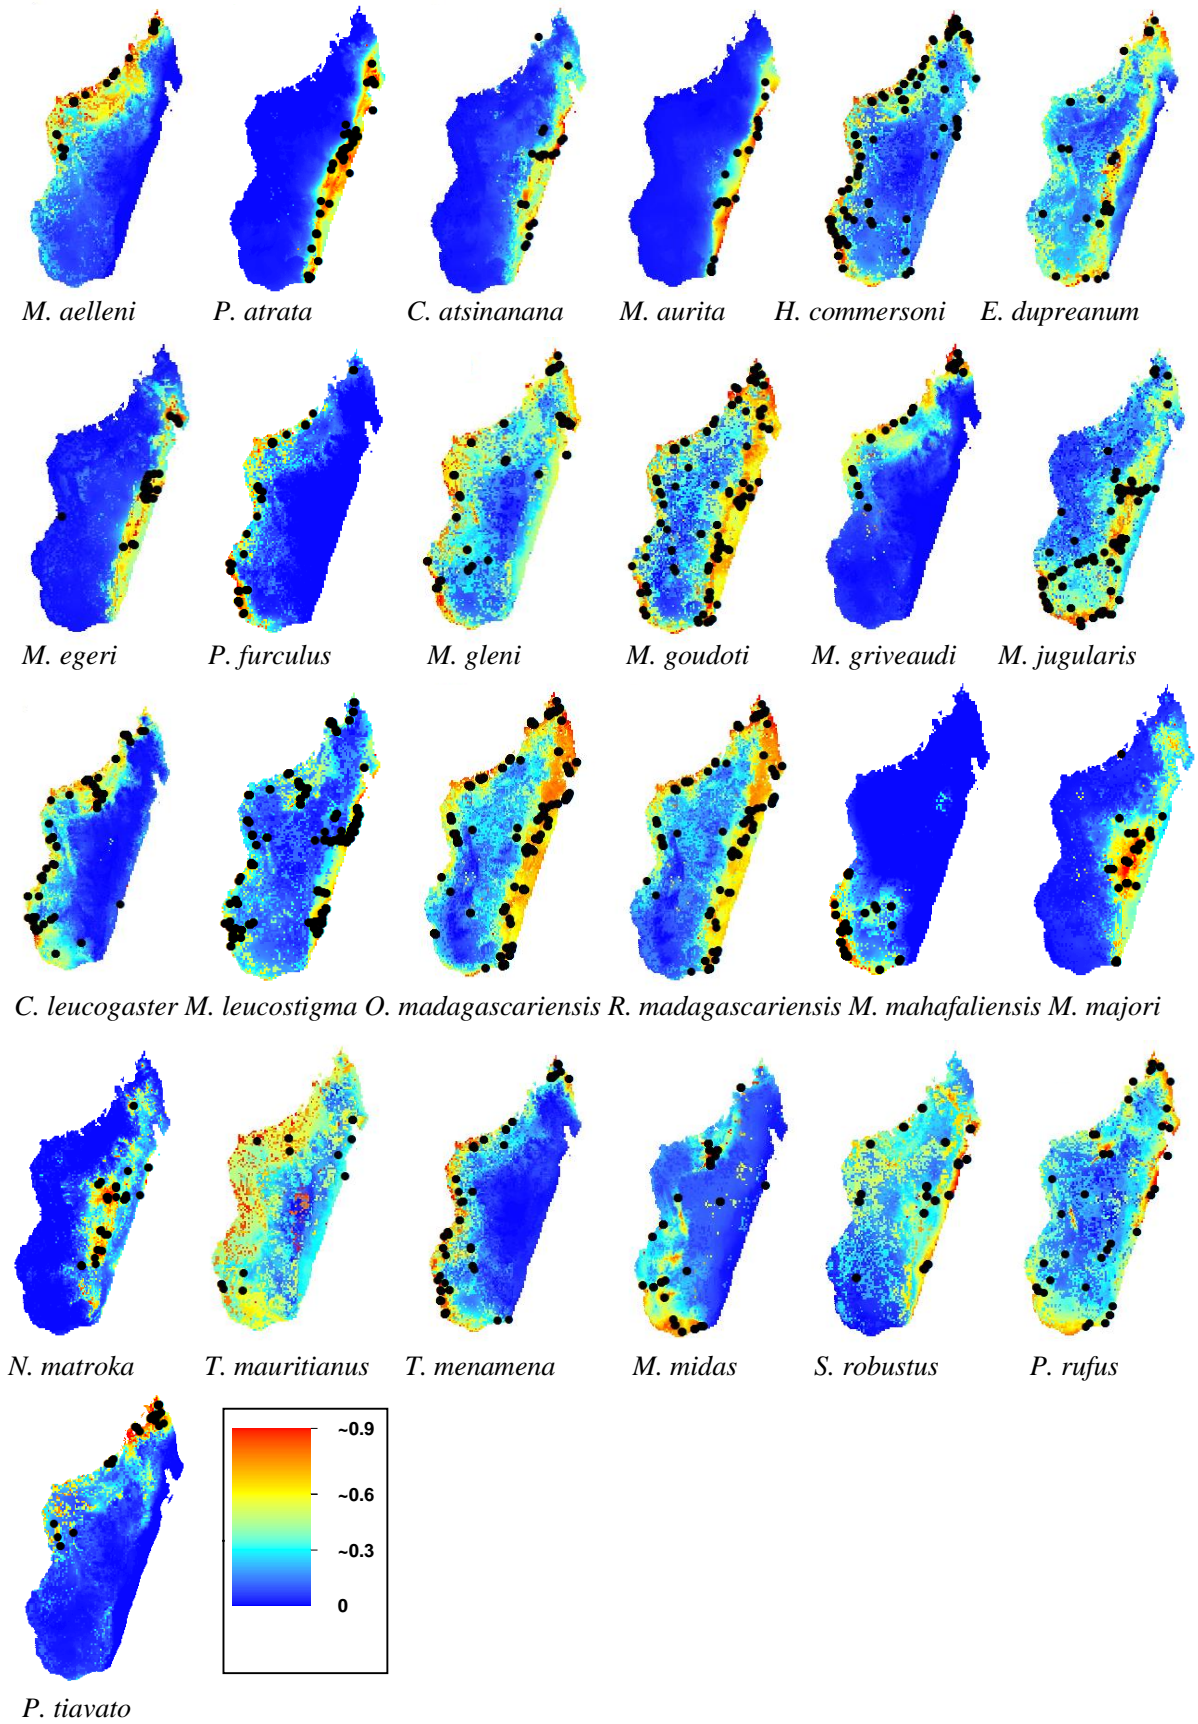 M. aelleni P. atrata C. atsinanana M. aurita H. commersoni E. dupreanum
M. egeri P. furculus M. gleni M. goudoti M. griveaudi M. jugularis
C. leucogaster M. leucostigma O. madagascariensis R. madagascariensis M. mahafaliensis M. majori
N. matroka T. mauritianus T. menamena M. midas S. robustus P. rufus
~0.9
~0.6
~0.3
0
P. tiavato